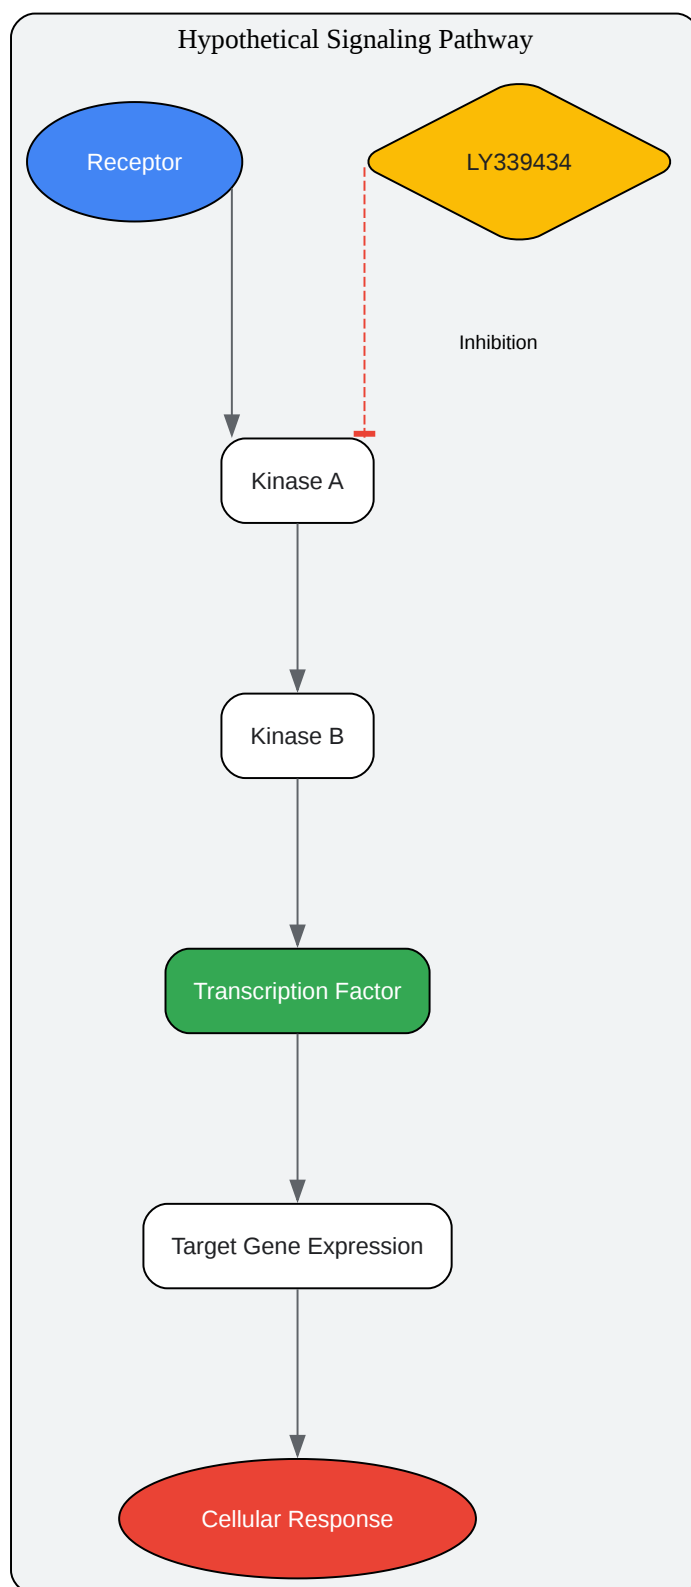 Hypothetical Signaling Pathway
Receptor
LY339434
Inhibition
Kinase A
Kinase B
Transcription Factor
Target Gene Expression
Cellular Response